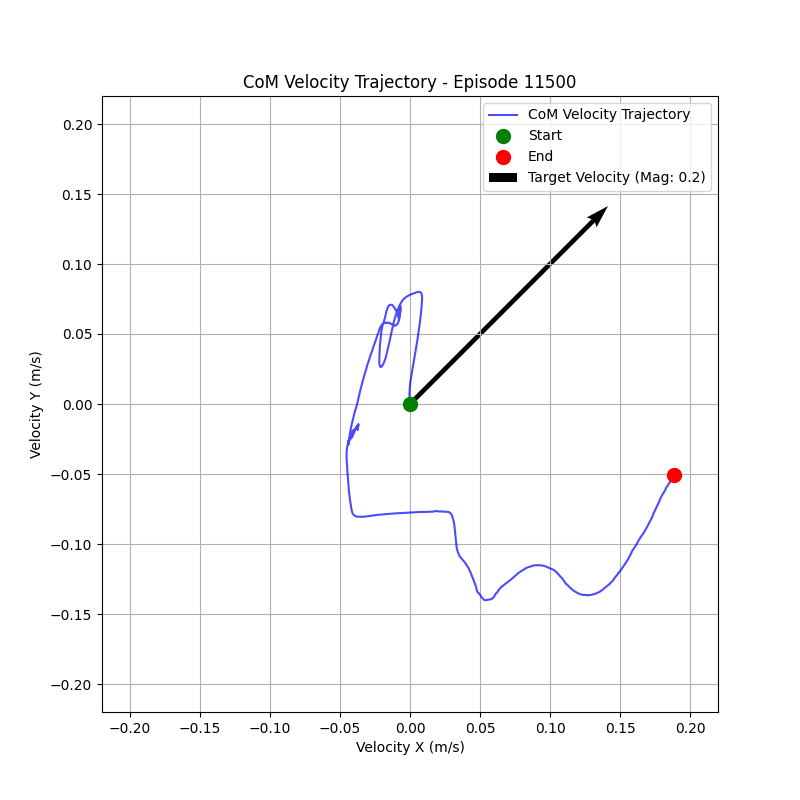 CoM Velocity Trajectory - Episode 11500
CoM Velocity Trajectory
Start
End
Target Velocity (Mag: 0.2)
0.20
0.15
0.10
0.05
0.00
−0.05
−0.10
−0.15
−0.20
Velocity Y (m/s)
−0.20 −0.15 −0.10 −0.05 0.00 0.05 0.10 0.15 0.20
Velocity X (m/s)